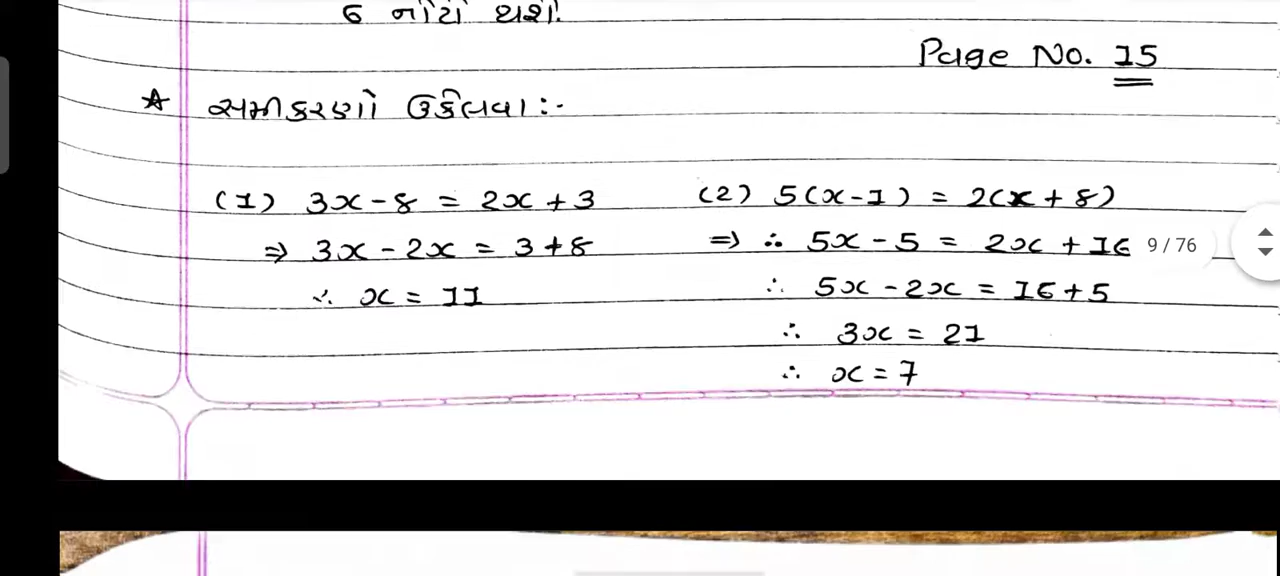 6 નોટો થશે.
Page No. 15
☆ સમીકરણો ઉકેલવા :-
(1) 3x - 8 = 2x + 3
⇒ 3x - 2x = 3 + 8
∴ x = 11
(2) 5(x - 1) = 2(x + 8)
⇒ ∴ 5x - 5 = 2x + 16
9 / 76
∴ 5x - 2x = 16 + 5
∴ 3x = 21
∴ x = 7